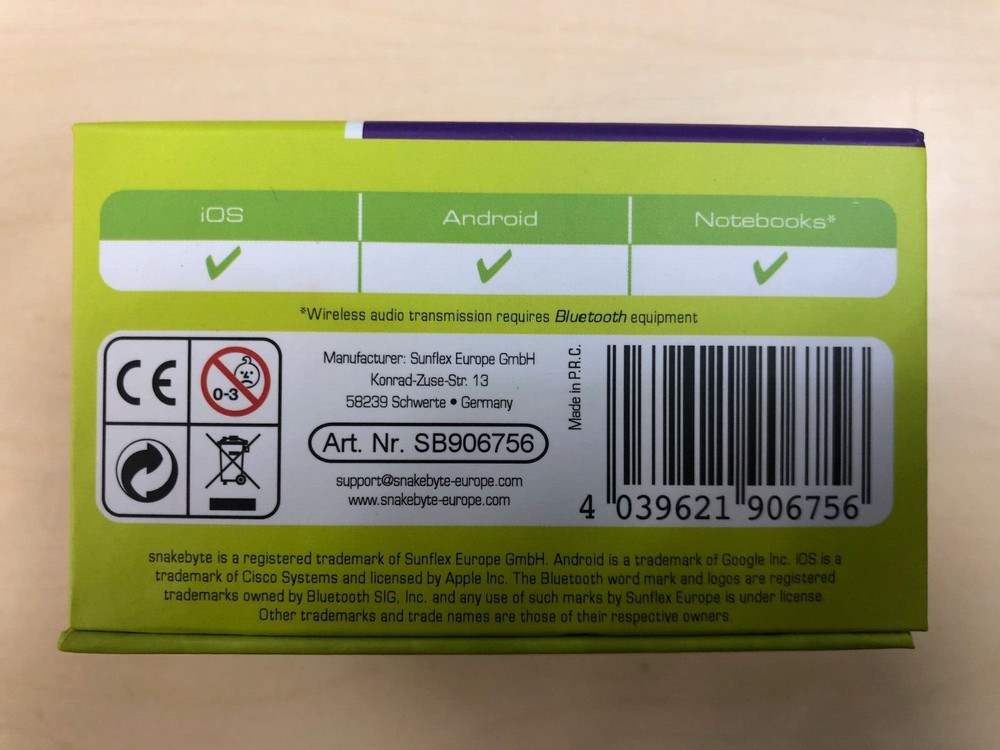 iOS Android Notebooks*
*Wireless audio transmission requires Bluetooth equipment
CE
0-3
Manufacturer: Sunflex Europe GmbH
Konrad-Zuse-Str. 13
58239 Schwerte • Germany
Art. Nr. SB906756
support@snakebyte-europe.com
www.snakebyte-europe.com
Made in P.R.C.
4 039621 906756
snakebyte is a registered trademark of Sunflex Europe GmbH. Android is a trademark of Google Inc. iOS is a
trademark of Cisco Systems and licensed by Apple Inc. The Bluetooth word mark and logos are registered
trademarks owned by Bluetooth SIG, Inc. and any use of such marks by Sunflex Europe is under license.
Other trademarks and trade names are those of their respective owners.